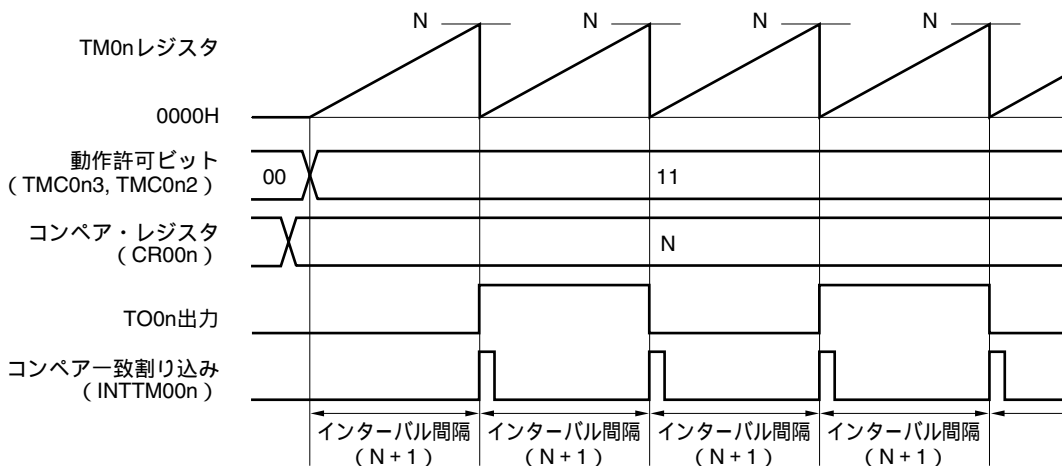 N N N N
TM0nレジスタ
0000H
動作許可ビット
( TMC0n3, TMC0n2 )
00 11
コンペア・レジスタ
( CR00n )
N
TO0n出力
コンペア一致割り込み
( INTTM00n )
インターバル間隔 インターバル間隔 インターバル間隔 インターバル間隔
( N + 1 ) ( N + 1 ) ( N + 1 ) ( N + 1 )